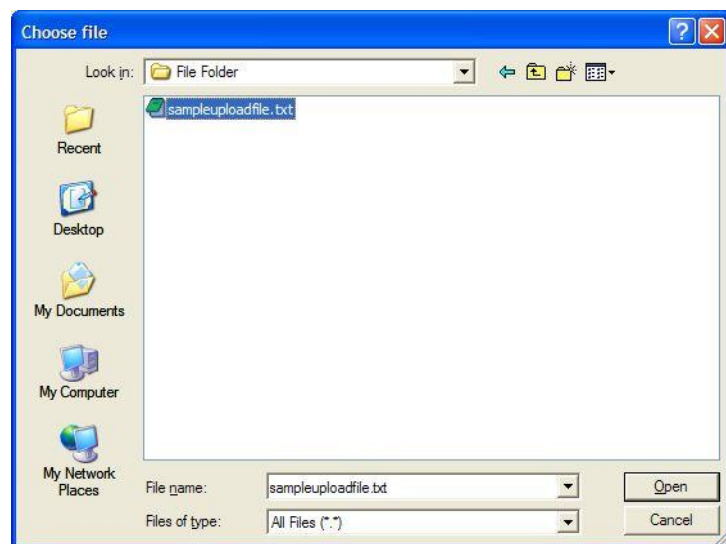 Choose file
Look in:
File Folder
sampleuploadfile.txt
Recent
Desktop
My Documents
My Computer
My Network
Places
File name:
sampleuploadfile.txt
Open
Files of type:
All Files (*.*)
Cancel